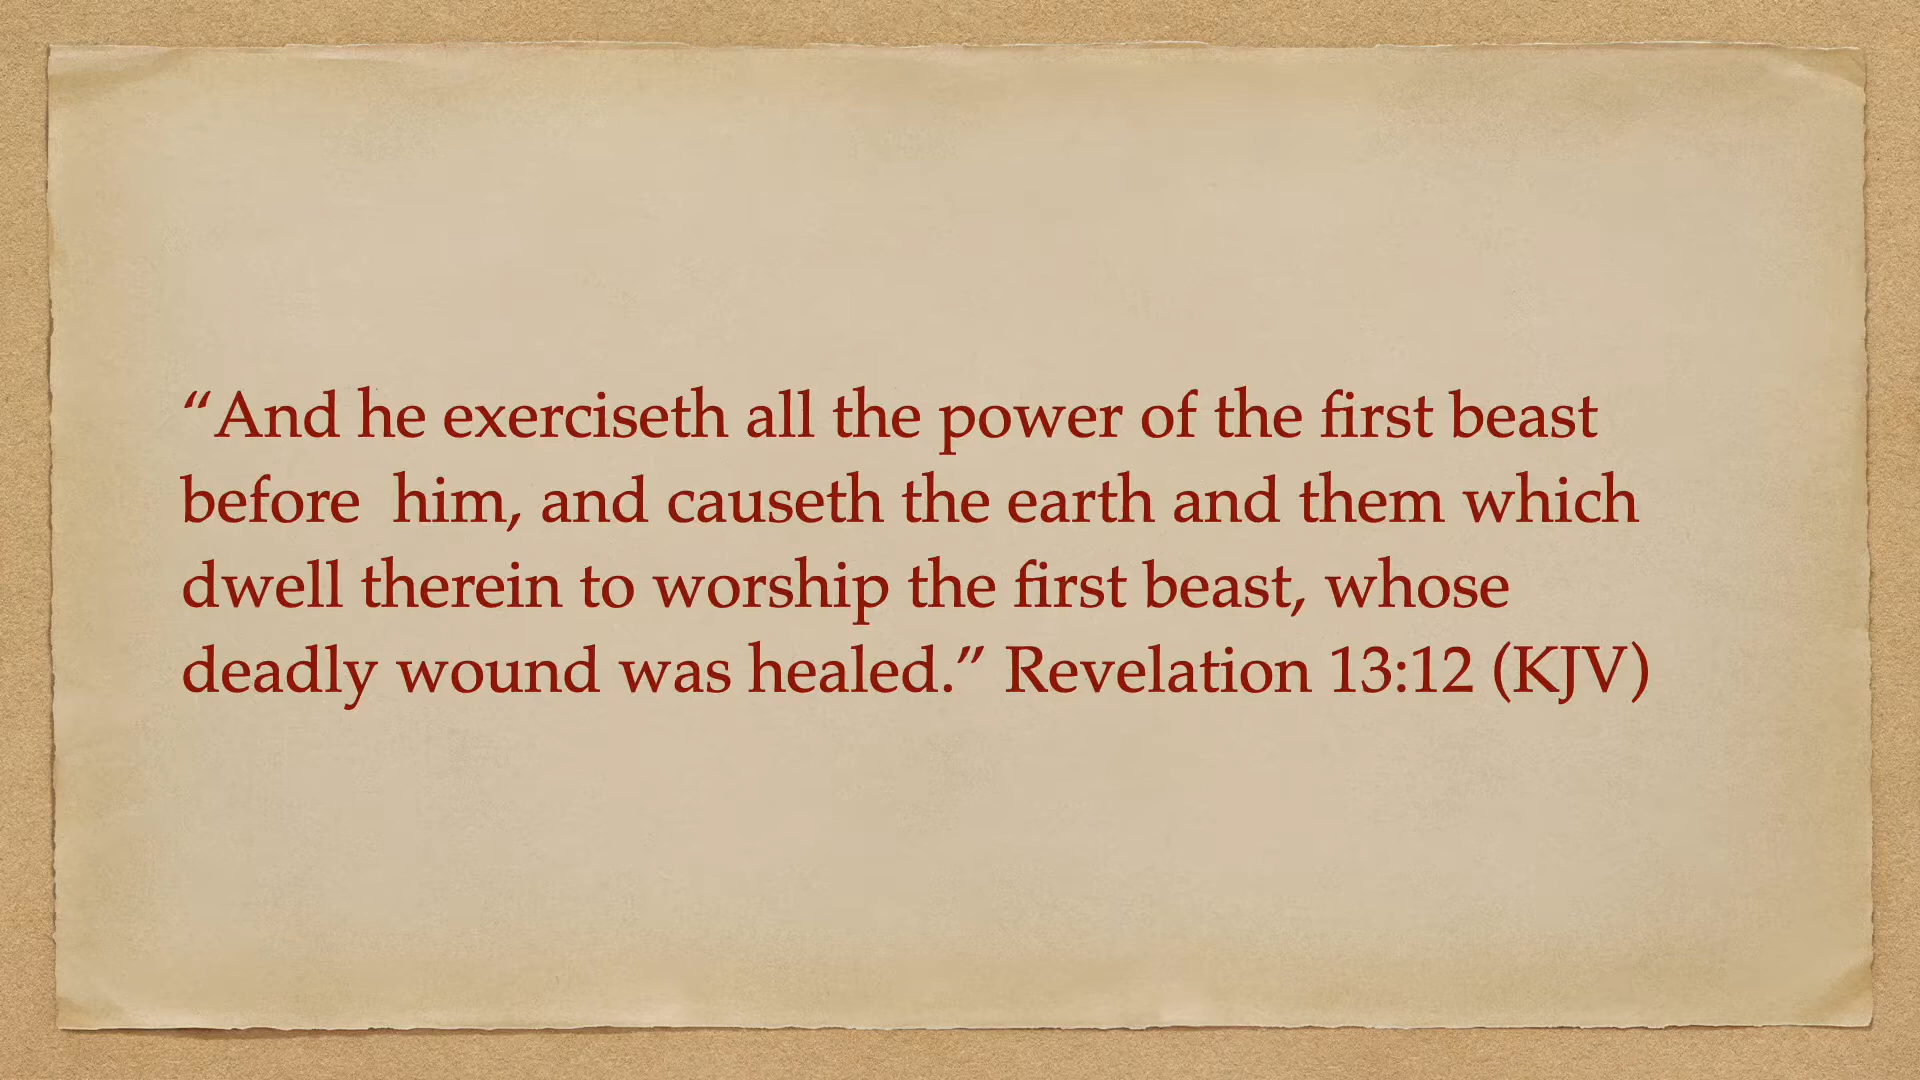 “And he exerciseth all the power of the first beast
before  him, and causeth the earth and them which
dwell therein to worship the first beast, whose
deadly wound was healed.” Revelation 13:12 (KJV)